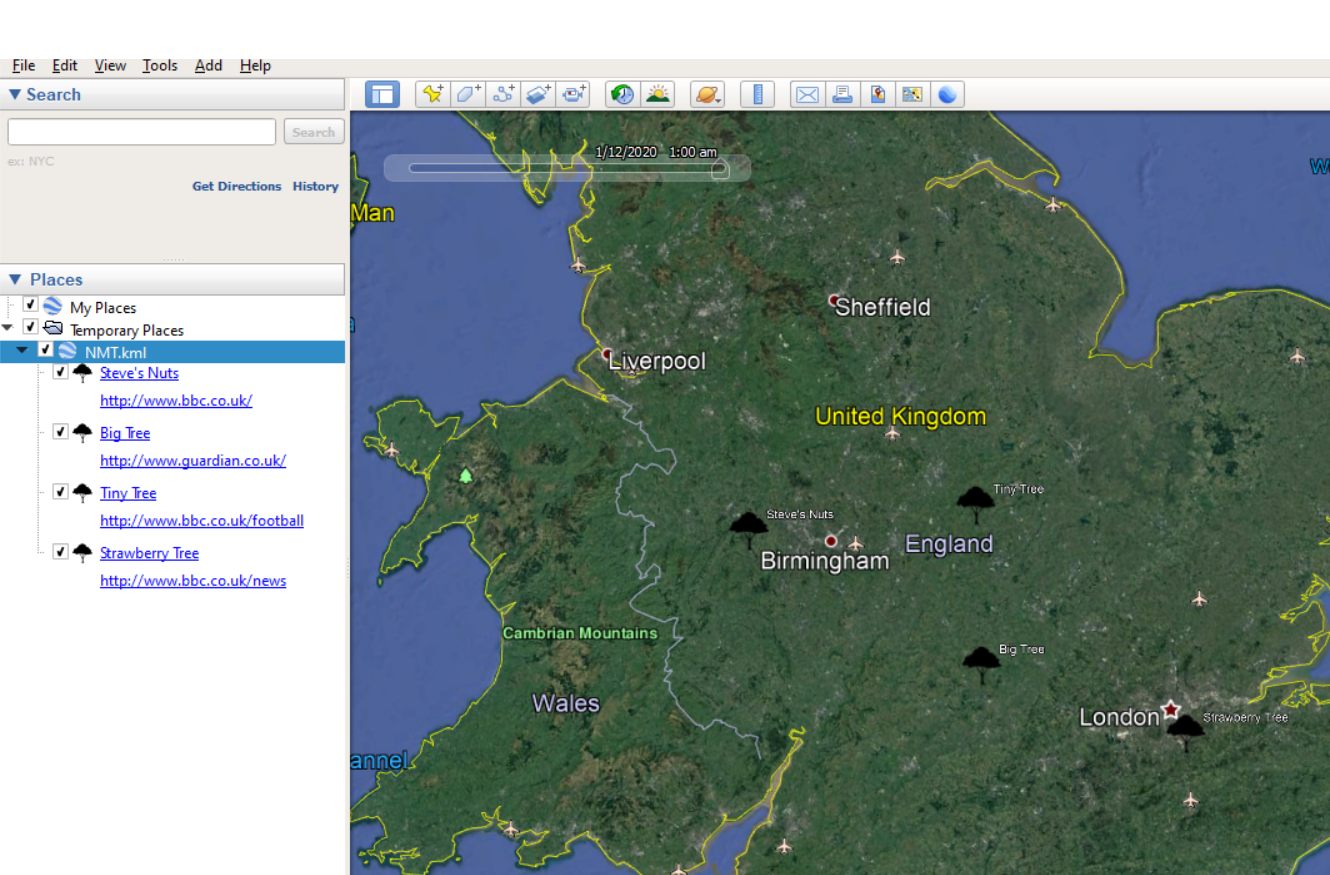 File Edit View Tools Add Help
Search
Search
ex: NYC
Get Directions History
Places
My Places
Temporary Places
NMT.kml
Steve's Nuts
http://www.bbc.co.uk/
Big Tree
http://www.guardian.co.uk/
Tiny Tree
http://www.bbc.co.uk/football
Strawberry Tree
http://www.bbc.co.uk/news
1/12/2020 1:00 am
Man
Sheffield
Liverpool
United Kingdom
Tiny Tree
Steve's Nuts
England
Birmingham
Cambrian Mountains
Big Tree
Wales
London
Strawberry Tree
annel